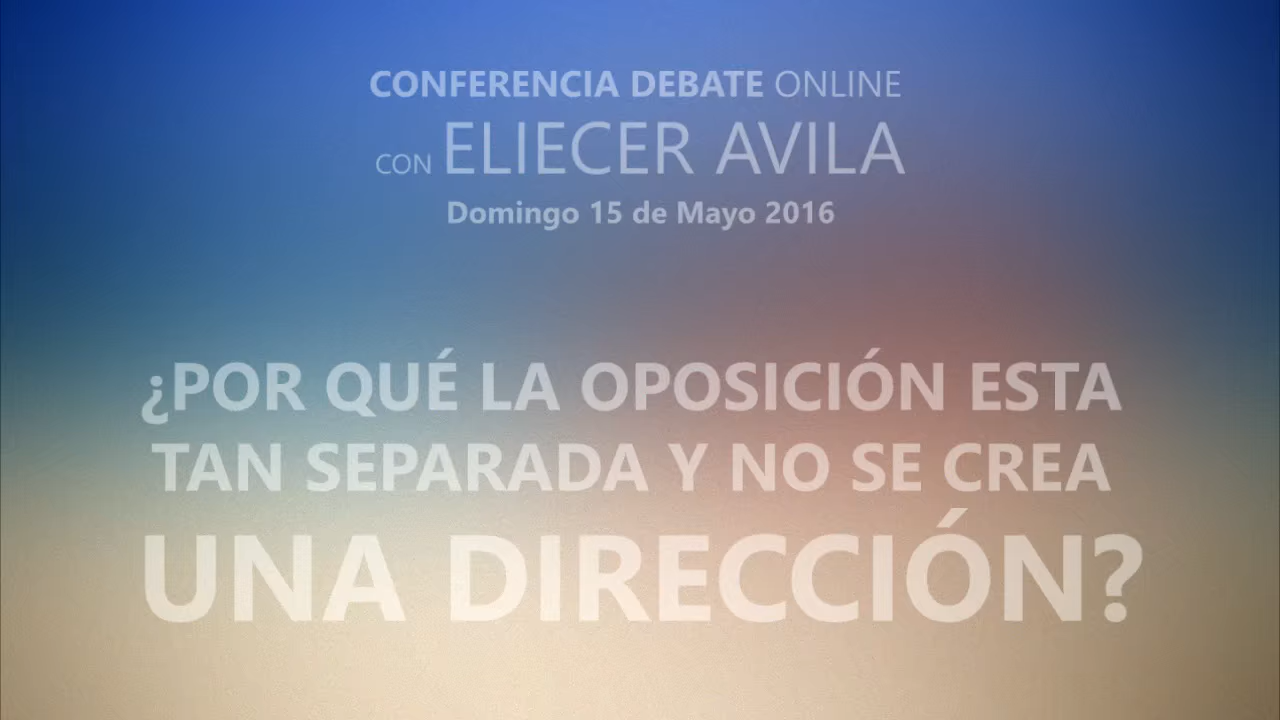 CONFERENCIA DEBATE ONLINE
CON ELIECER AVILA
Domingo 15 de Mayo 2016
¿POR QUÉ LA OPOSICIÓN ESTA
TAN SEPARADA Y NO SE CREA
UNA DIRECCIÓN?